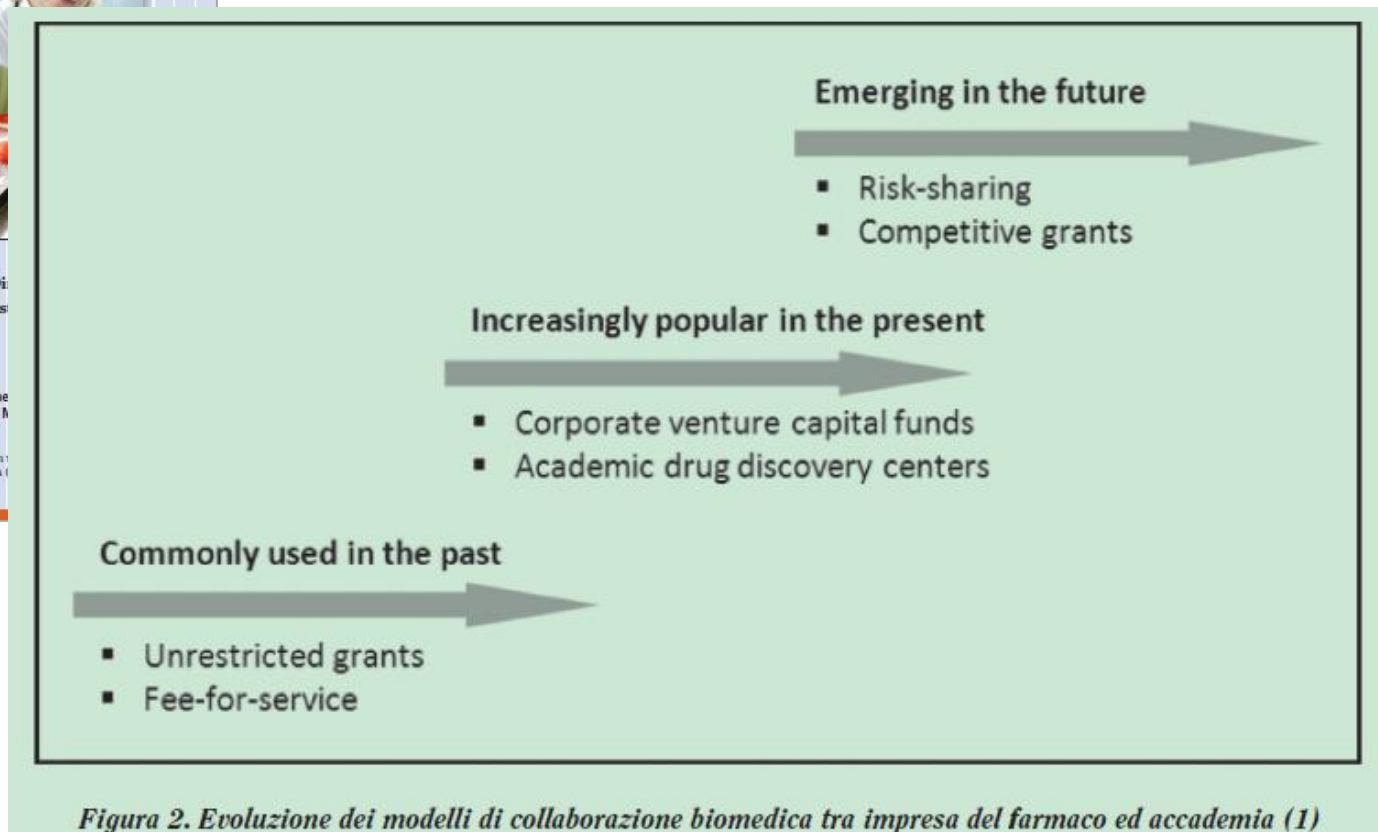 Emerging in the future
▪ Risk-sharing
▪ Competitive grants
Increasingly popular in the present
▪ Corporate venture capital funds
▪ Academic drug discovery centers
Commonly used in the past
▪ Unrestricted grants
▪ Fee-for-service
Figura 2. Evoluzione dei modelli di collaborazione biomedica tra impresa del farmaco ed accademia (1)